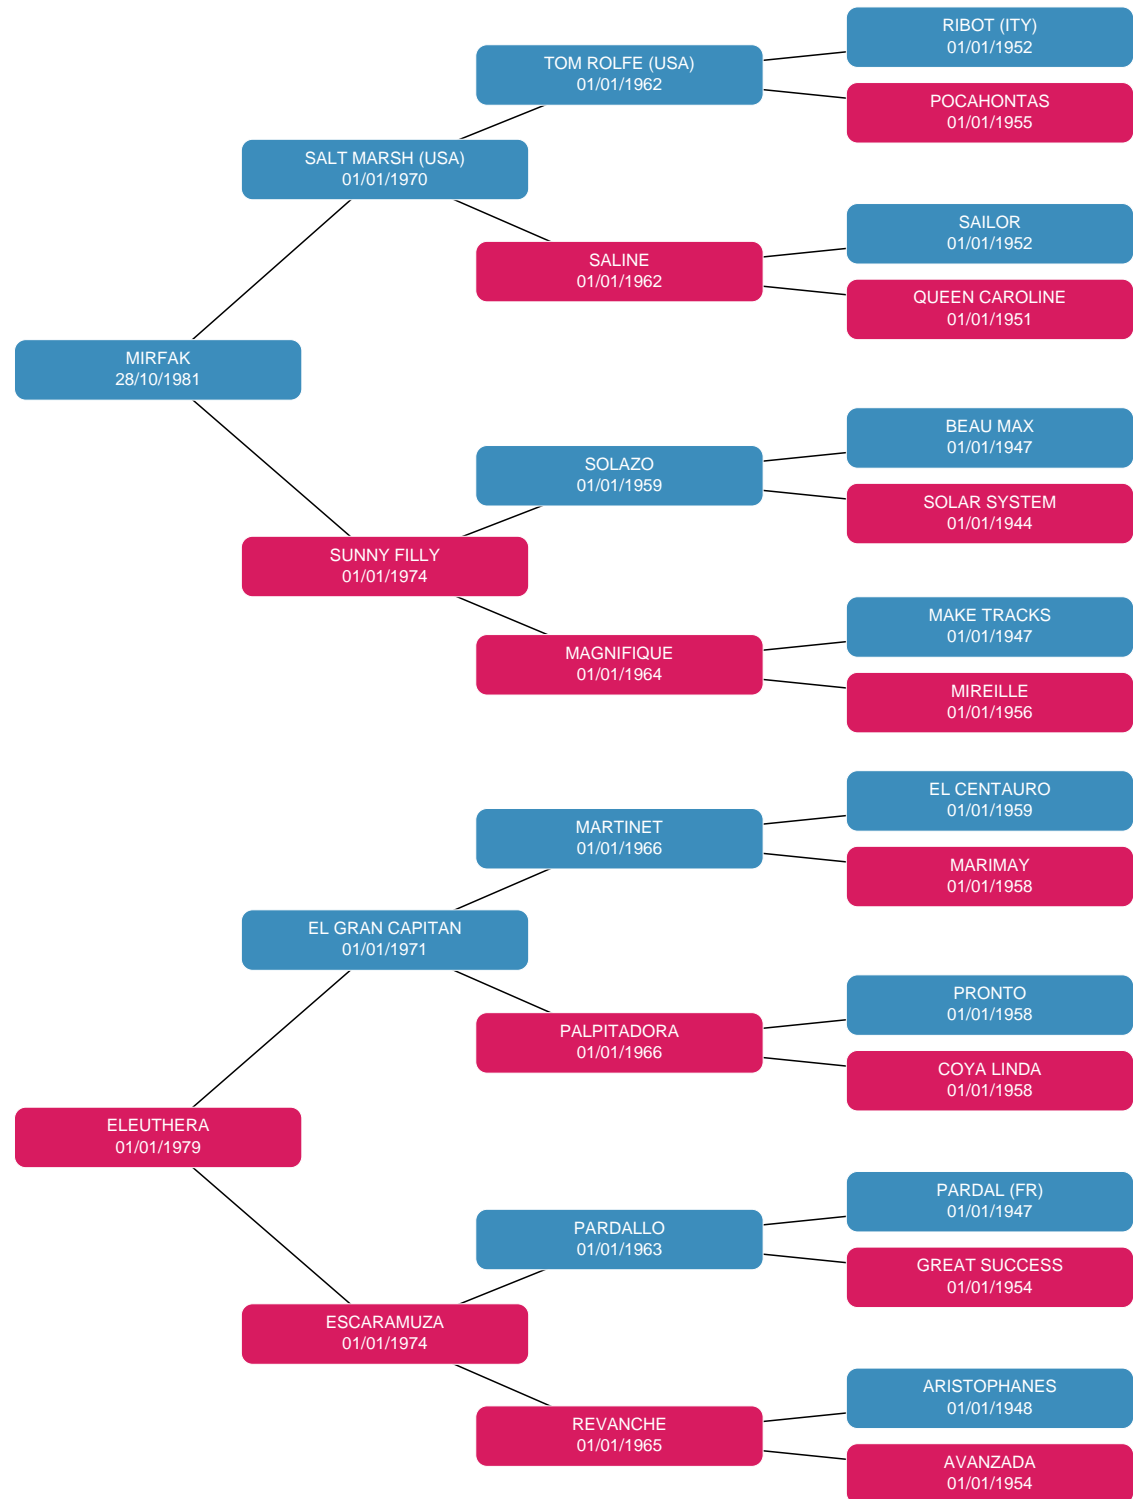 RIBOT (ITY)
01/01/1952
TOM ROLFE (USA)
01/01/1962
POCAHONTAS
01/01/1955
SALT MARSH (USA)
01/01/1970
SAILOR
01/01/1952
SALINE
01/01/1962
QUEEN CAROLINE
01/01/1951
MIRFAK
28/10/1981
BEAU MAX
01/01/1947
SOLAZO
01/01/1959
SOLAR SYSTEM
01/01/1944
SUNNY FILLY
01/01/1974
MAKE TRACKS
01/01/1947
MAGNIFIQUE
01/01/1964
MIREILLE
01/01/1956
EL CENTAURO
01/01/1959
MARTINET
01/01/1966
MARIMAY
01/01/1958
EL GRAN CAPITAN
01/01/1971
PRONTO
01/01/1958
PALPITADORA
01/01/1966
COYA LINDA
01/01/1958
ELEUTHERA
01/01/1979
PARDAL (FR)
01/01/1947
PARDALLO
01/01/1963
GREAT SUCCESS
01/01/1954
ESCARAMUZA
01/01/1974
ARISTOPHANES
01/01/1948
REVANCHE
01/01/1965
AVANZADA
01/01/1954